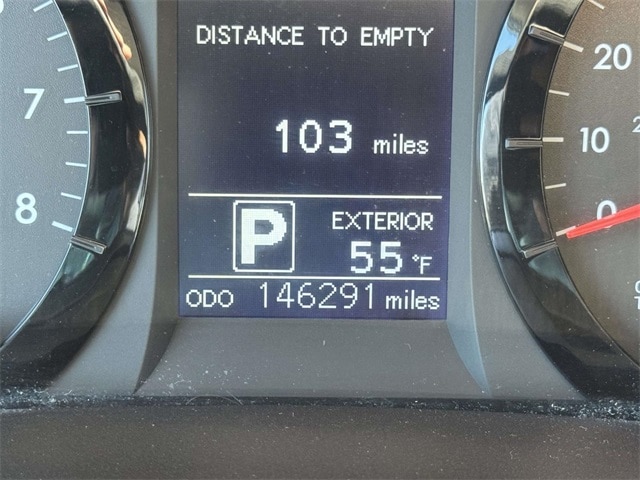 DISTANCE TO EMPTY
103 miles
P
EXTERIOR
55 °F
ODO 146291 miles
7
8
20
10
0